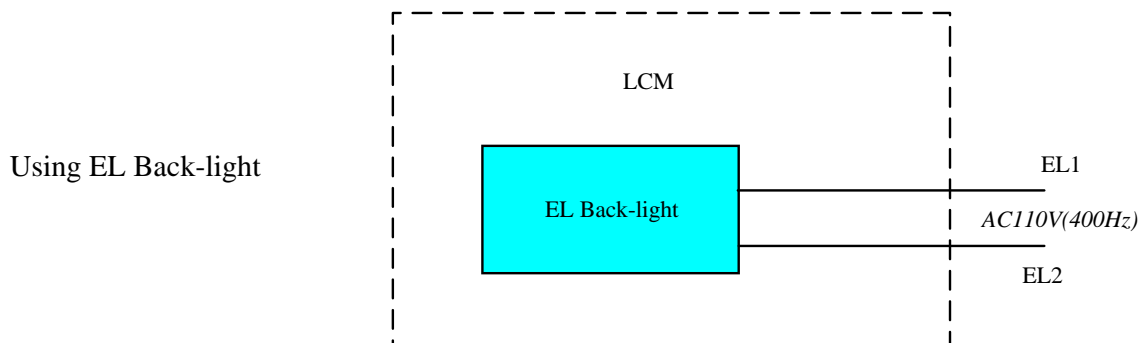 LCM
Using EL Back-light
EL Back-light
EL1
AC110V(400Hz)
EL2